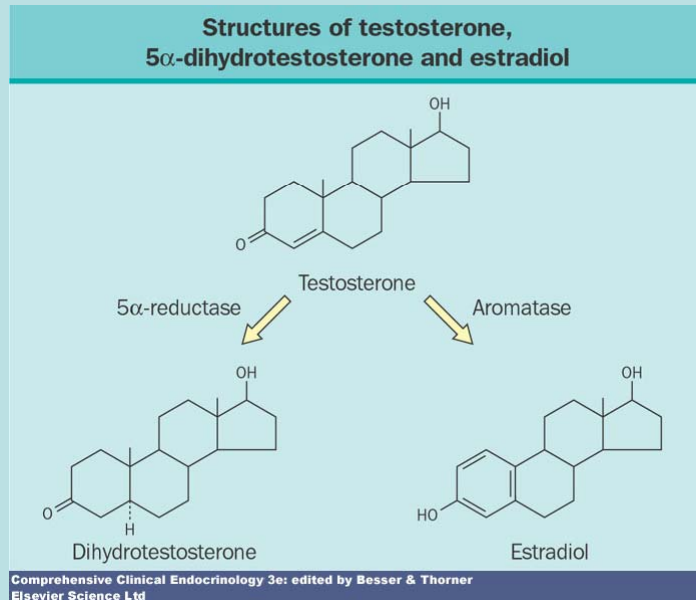 Structures of testosterone,
5α-dihydrotestosterone and estradiol
OH
O
Testosterone
5α-reductase
Aromatase
OH
O
H
Dihydrotestosterone
OH
HO
Estradiol
Comprehensive Clinical Endocrinology 3e: edited by Besser & Thorner
Elsevier Science Ltd